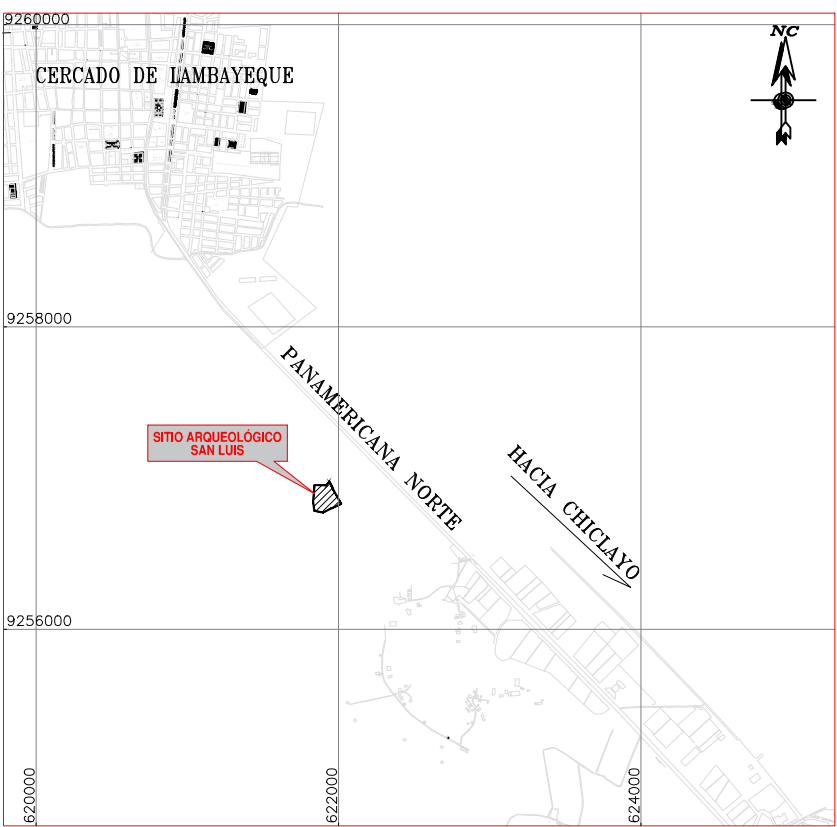 9260000
NC
CERCADO DE LAMBAYEQUE
9258000
PANAMERICANA NORTE
SITIO ARQUEOLÓGICO
SAN LUIS
HACIA CHICLAYO
9256000
620000
622000
624000